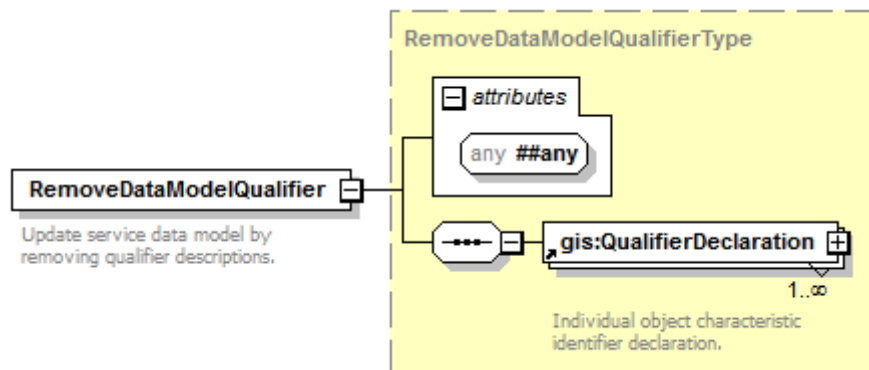 RemoveDataModelQualifierType
attributes
any ##any
RemoveDataModelQualifier
Update service data model by
removing qualifier descriptions.
gis:QualifierDeclaration
1..∞
Individual object characteristic
identifier declaration.